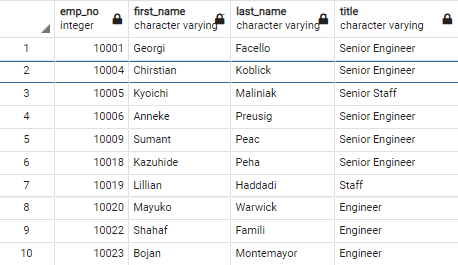 emp_no first_name last_name title
integer character varying character varying character varying
1 10001 Georgi Facello Senior Engineer
2 10004 Chirstian Koblick Senior Engineer
3 10005 Kyoichi Maliniak Senior Staff
4 10006 Anneke Preusig Senior Engineer
5 10009 Sumant Peac Senior Engineer
6 10018 Kazuhide Peha Senior Engineer
7 10019 Lillian Haddadi Staff
8 10020 Mayuko Warwick Engineer
9 10022 Shahaf Famili Engineer
10 10023 Bojan Montemayor Engineer